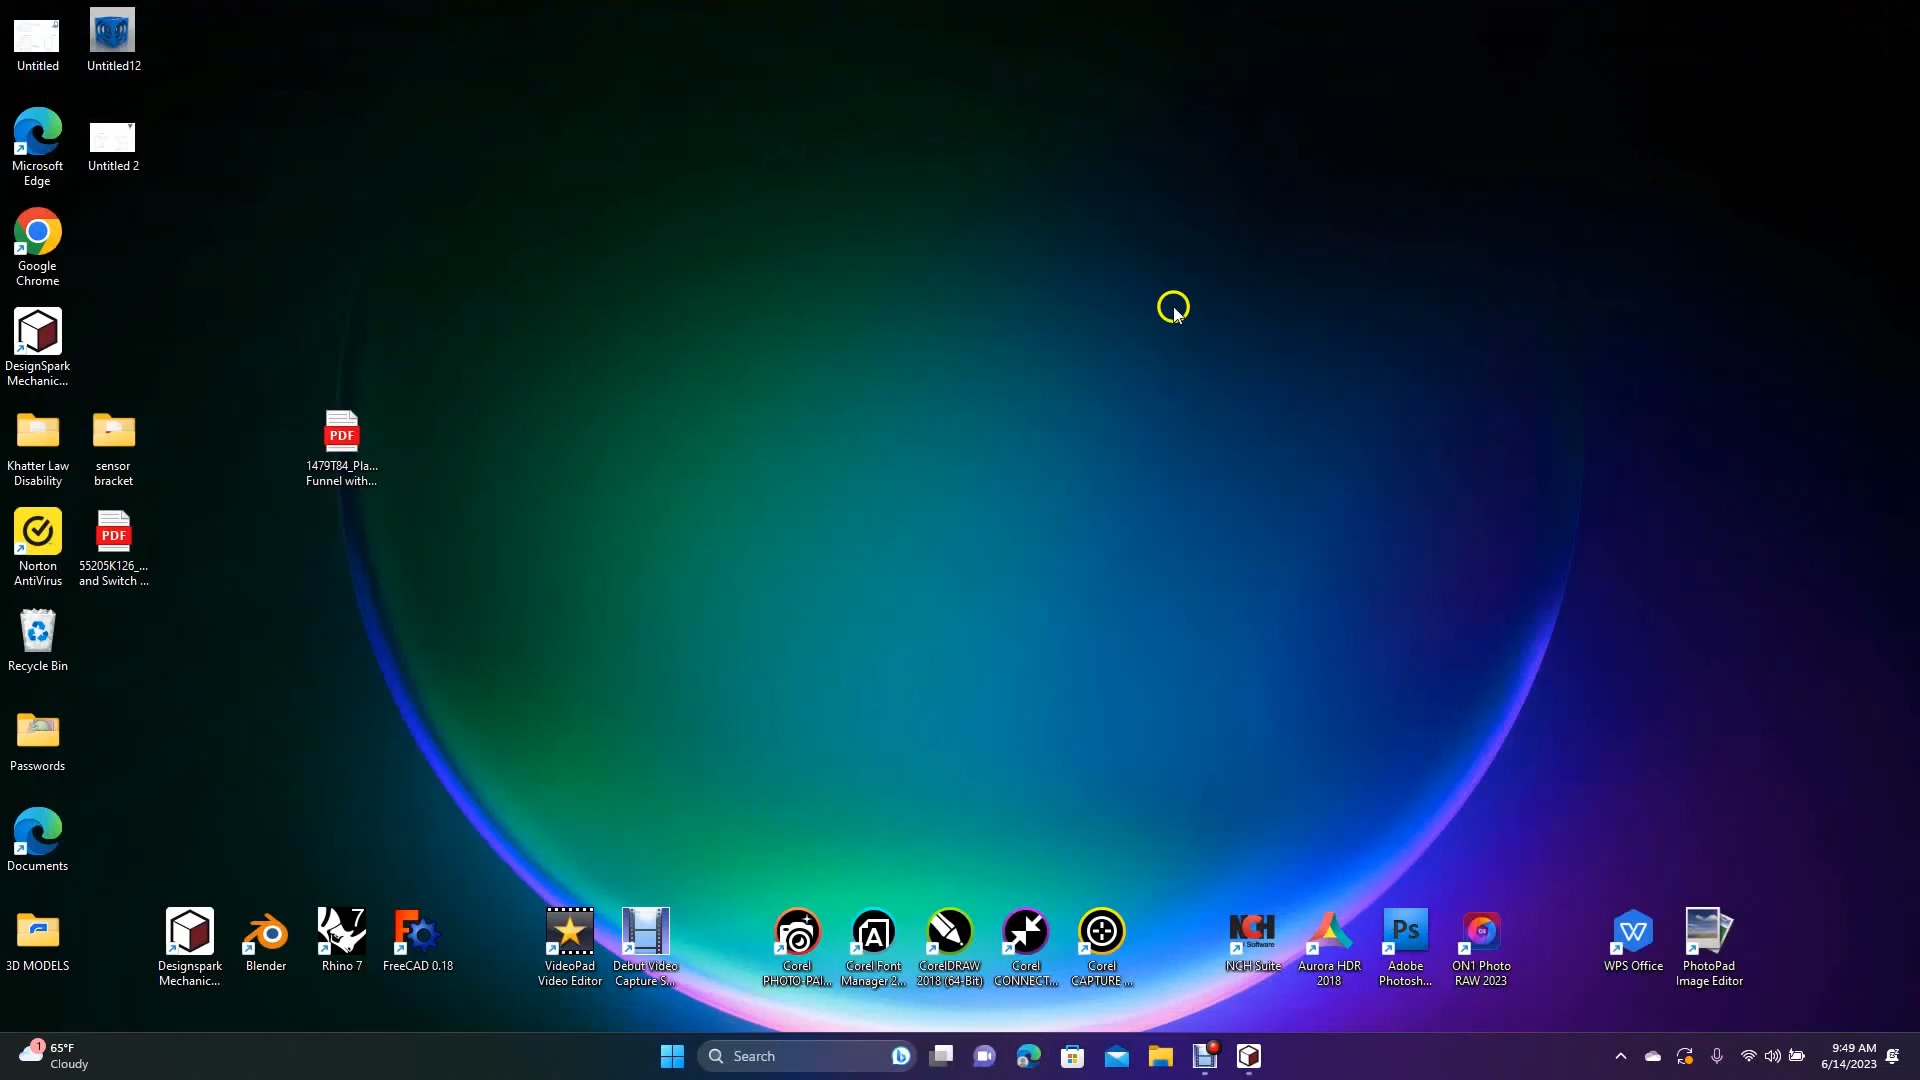 Untitled
Untitled12
Microsoft
Edge
Untitled 2
Google
Chrome
DesignSpark
Mechanic...
Khatter Law
Disability
sensor
bracket
PDF
1479T84_Pla...
Funnel with...
Norton
AntiVirus
PDF
55205K126_...
and Switch ...
Recycle Bin
Passwords
Documents
3D MODELS
Designspark
Mechanic...
Blender
7
Rhino 7
FreeCAD 0.18
VideoPad
Video Editor
Debut Video
Capture S...
Corel
PHOTO-PAI...
Corel Font
Manager 2...
CorelDRAW
2018 (64-Bit)
Corel
CONNECT...
Corel
CAPTURE ...
NCH
Software
NCH Suite
Aurora HDR
2018
Ps
Adobe
Photosh...
ON1 Photo
RAW 2023
WPS Office
PhotoPad
Image Editor
1
65°F
Cloudy
Search
9:49 AM
6/14/2023